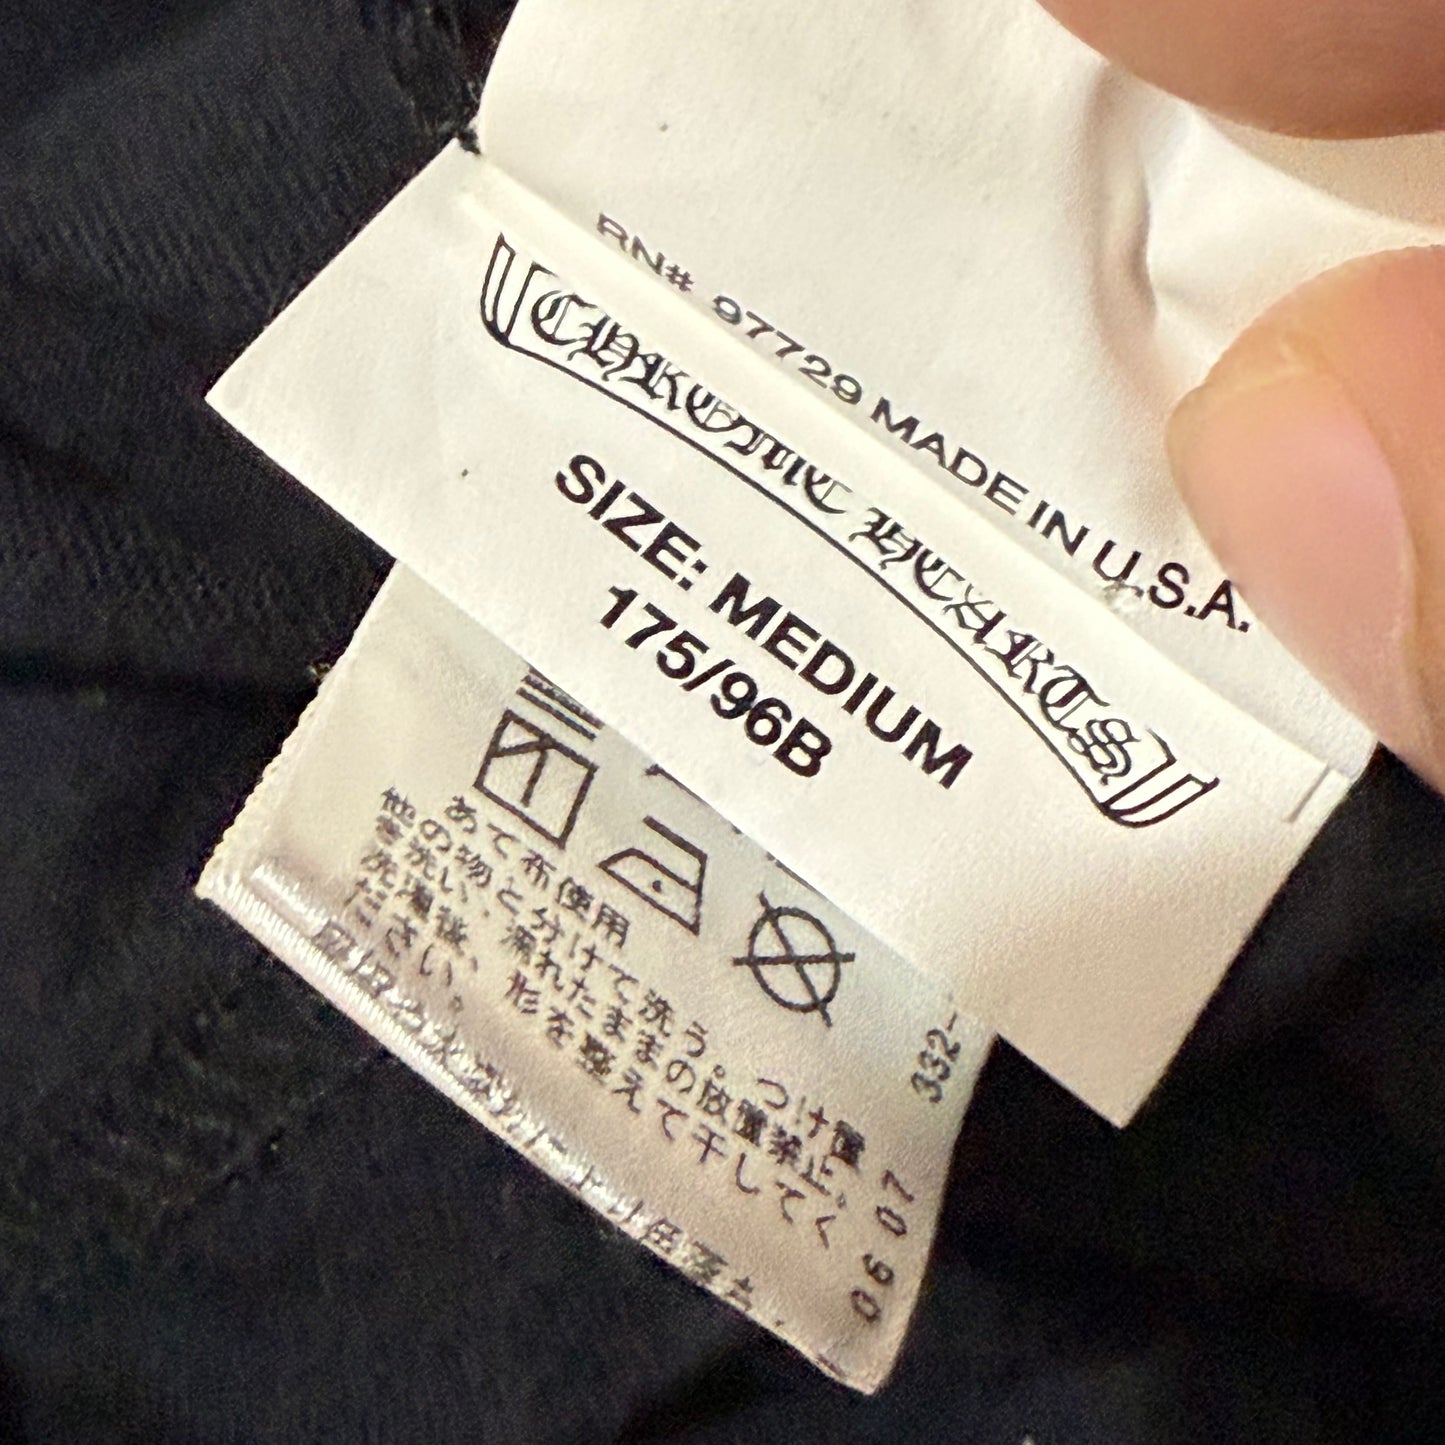 RN# 97729 MADE IN U.S.A.
CHROME HEARTS
SIZE: MEDIUM
175/96B
あて布使用
他の物と分けて洗う。つけ置
き洗い、濡れたままの放置禁止、
洗濯後、形を整えて干してく
ださい。
332-
0607